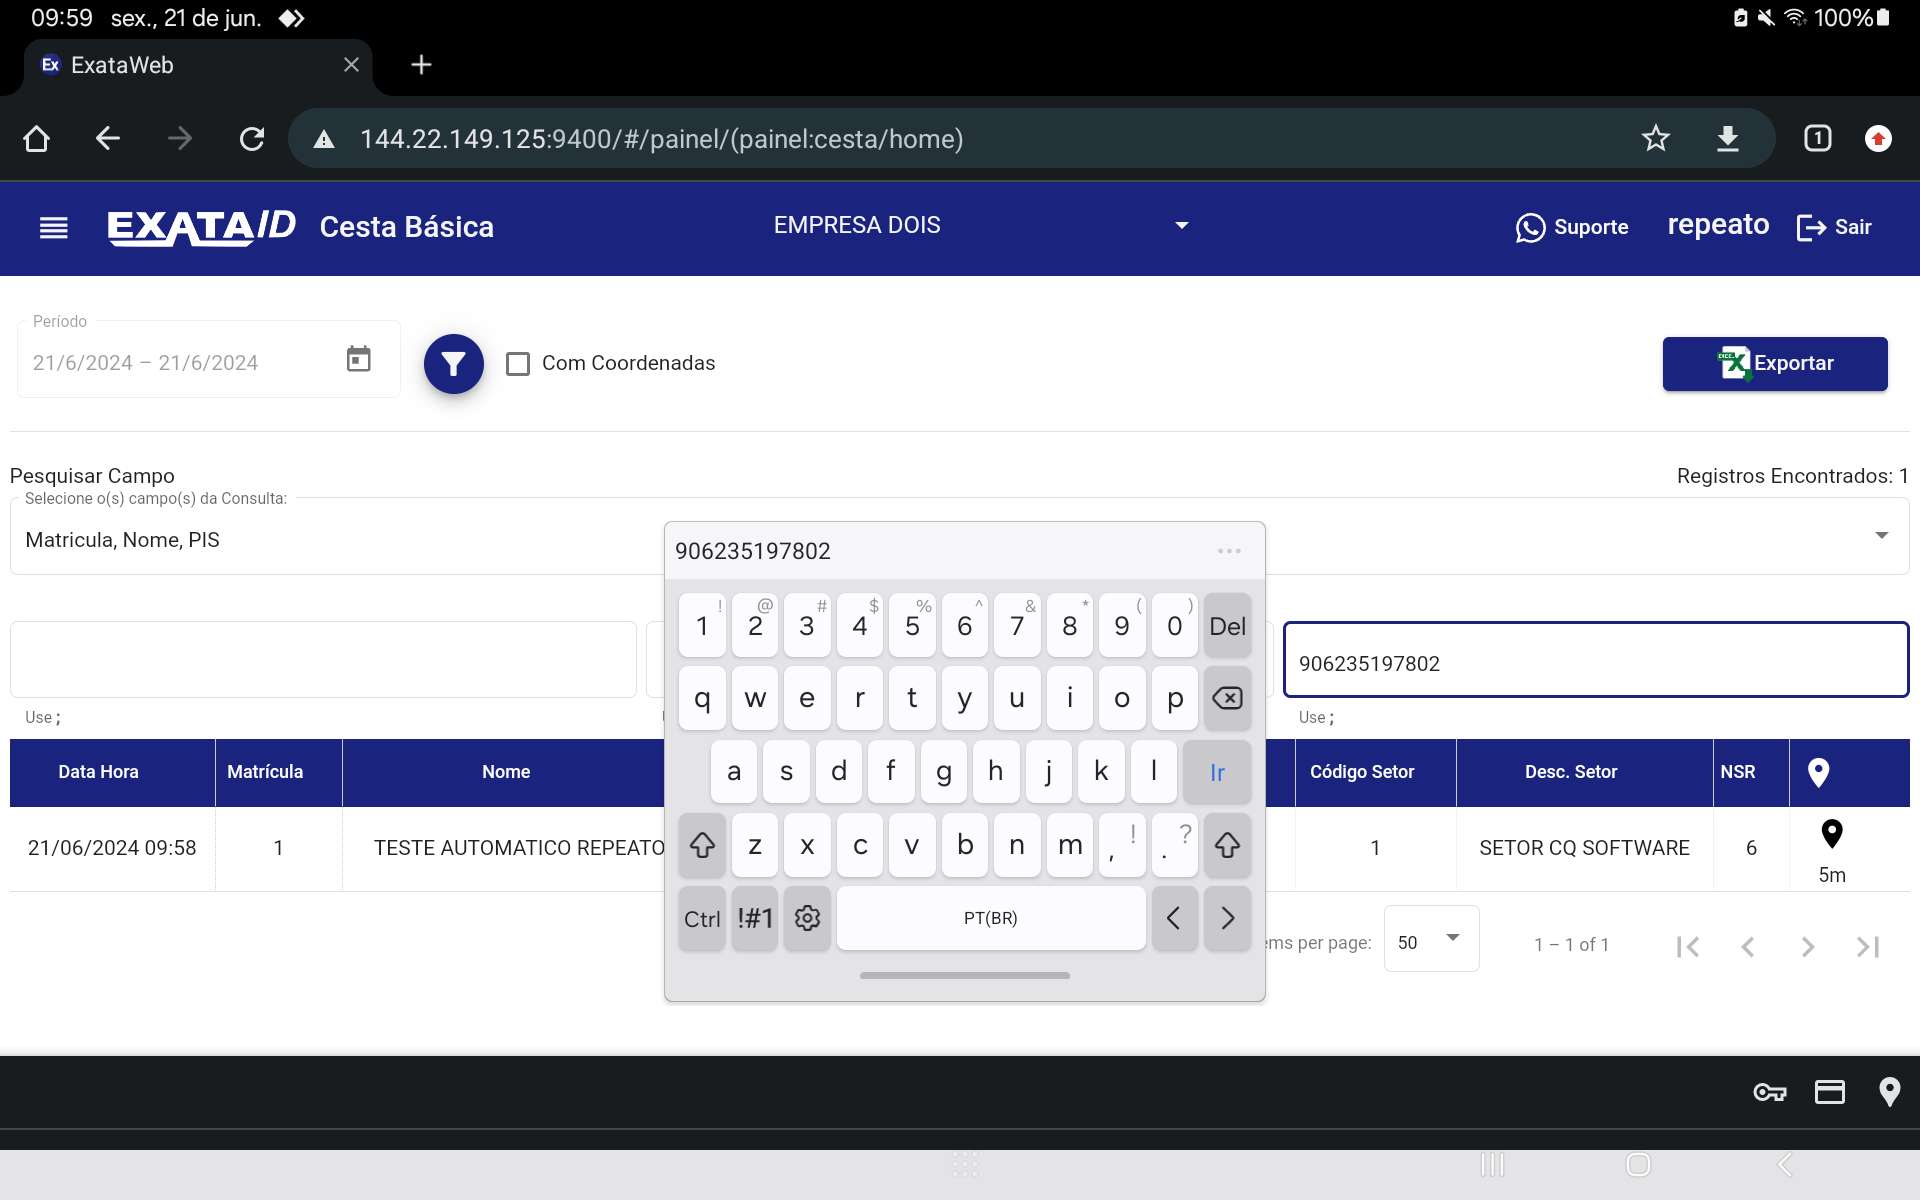 09:59 sex., 21 de jun. 100%
Ex ExataWeb
144.22.149.125:9400/#/painel/(painel:cesta/home) 1
EXATAID Cesta Básica EMPRESA DOIS Suporte repeato Sair
Período
21/6/2024 – 21/6/2024 Com Coordenadas Exportar
Pesquisar Campo Registros Encontrados: 1
Selecione o(s) campo(s) da Consulta:
Matricula, Nome, PIS
906235197802
1 ! 2 @ 3 # 4 $ 5 % 6 ^ 7 & 8 * 9 ( 0 ) Del
q w e r t y u i o p
906235197802
Use ; Use ;
a s d f g h j k l Ir
Data Hora Matrícula Nome Código Setor Desc. Setor NSR
z x c v b n m , ! . ?
21/06/2024 09:58 1 TESTE AUTOMATICO REPEATO 1 SETOR CQ SOFTWARE 6
5m
Ctrl !#1 PT(BR)
ems per page: 50 1 – 1 of 1